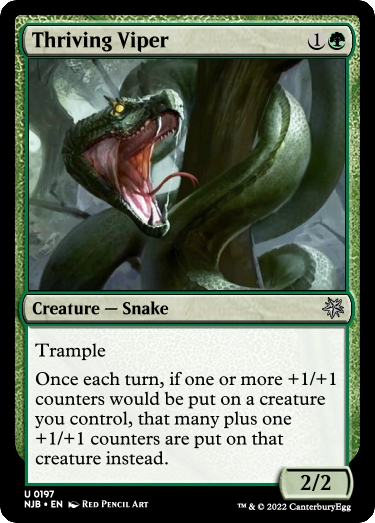 Thriving Viper 1
Creature — Snake
Trample
Once each turn, if one or more +1/+1
counters would be put on a creature
you control, that many plus one
+1/+1 counters are put on that
creature instead.
2/2
U 0197
NJB • EN Red Pencil Art
™ & © 2022 CanterburyEgg